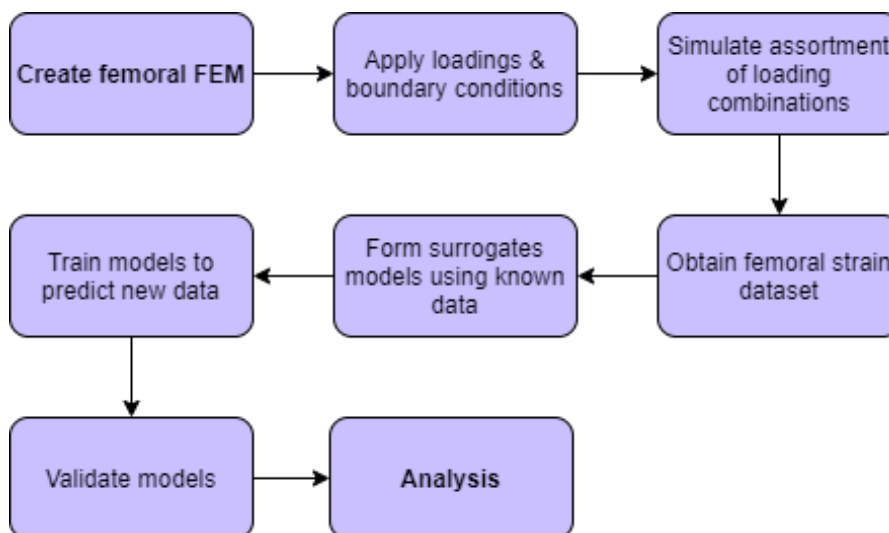 Create femoral FEM
Apply loadings &
boundary conditions
Simulate assortment
of loading
combinations
Obtain femoral strain
dataset
Form surrogates
models using known
data
Train models to
predict new data
Validate models
Analysis